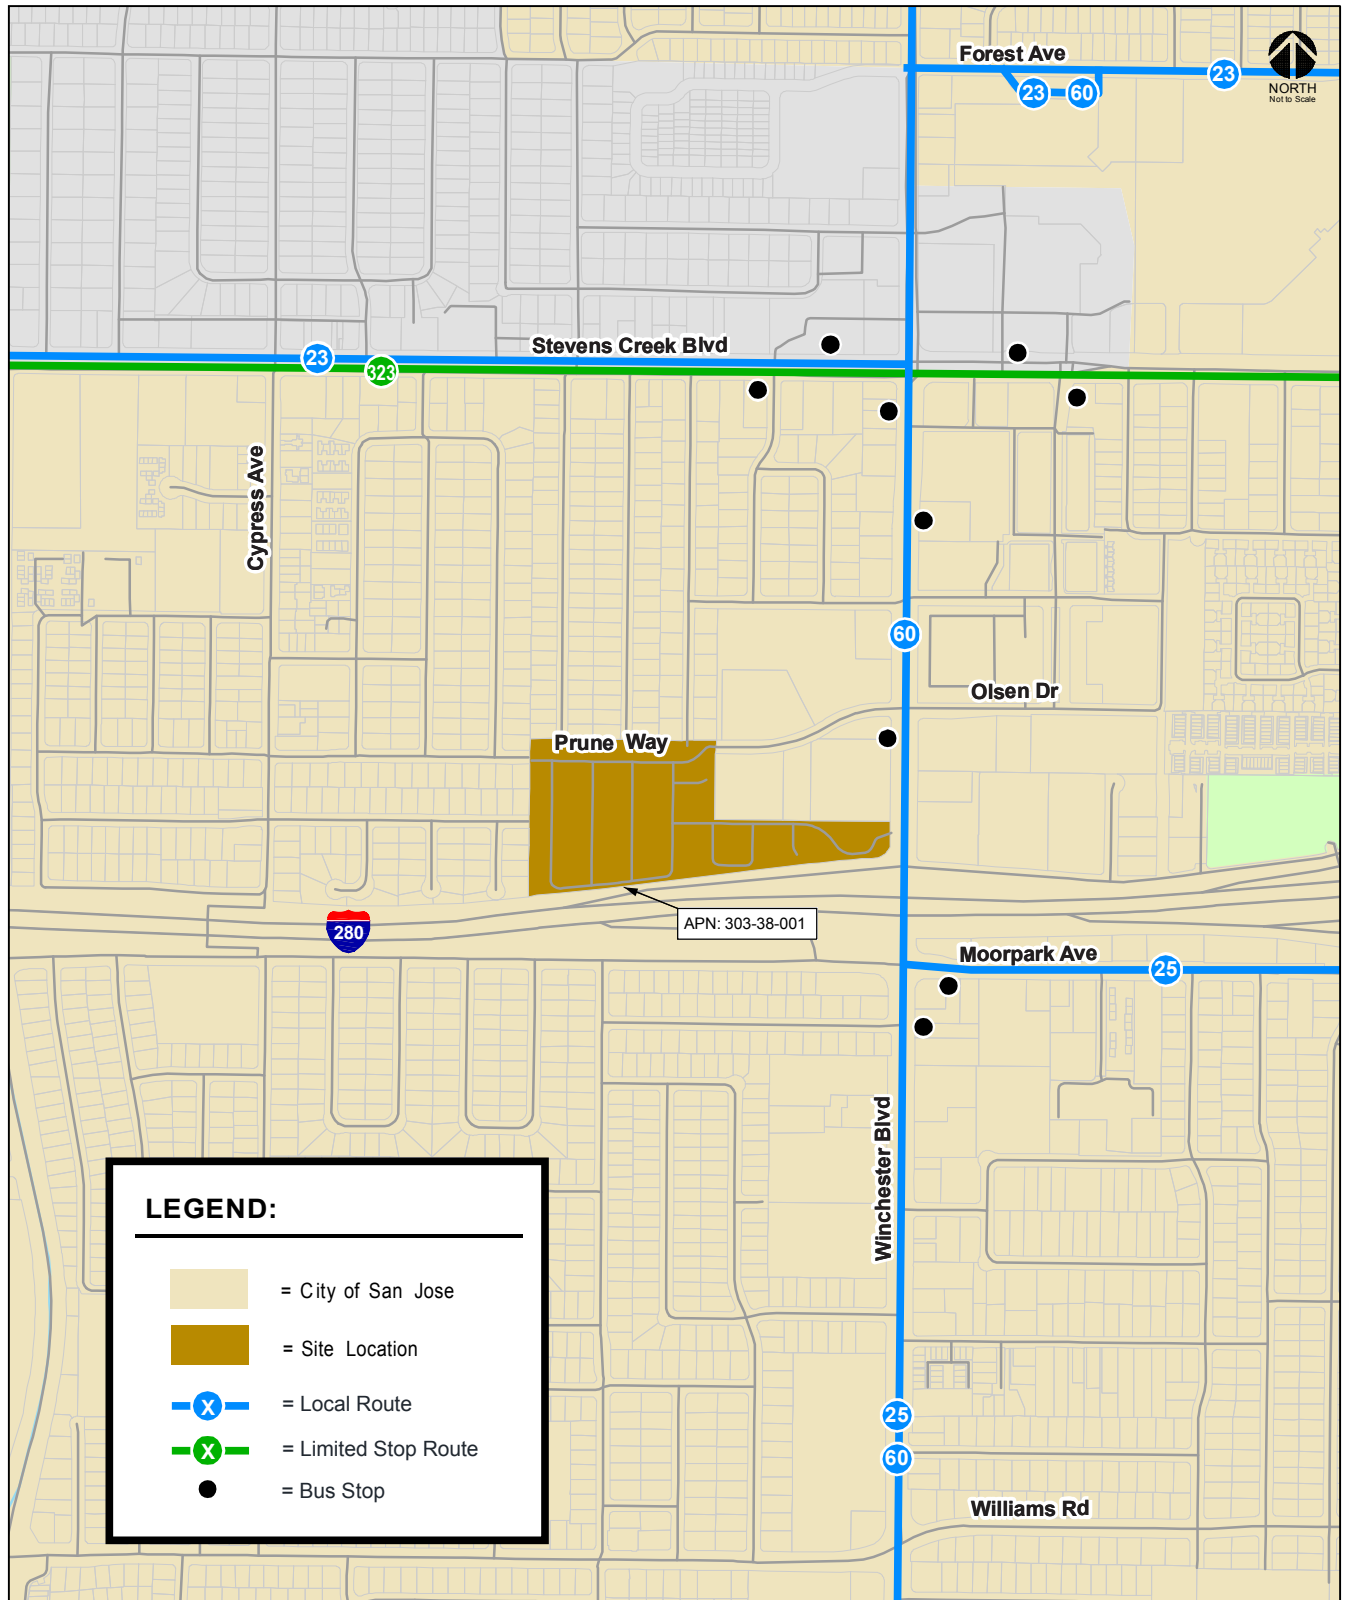 Forest Ave
23
23
60
NORTH
Not to Scale
Stevens Creek Blvd
23
323
Cypress Ave
60
Olsen Dr
Prune Way
APN: 303-38-001
280
Moorpark Ave
25
Winchester Blvd
LEGEND:
= City of San Jose
= Site Location
X = Local Route
X = Limited Stop Route
= Bus Stop
25
60
Williams Rd